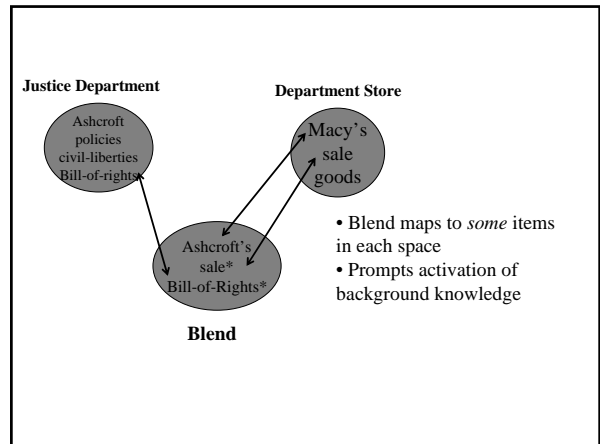 Justice Department
Department Store
Ashcroft
policies
civil-liberties
Bill-of-rights
Macy's
sale
goods
Ashcroft's
sale*
Bill-of-Rights*
Blend
• Blend maps to some items
in each space
• Prompts activation of
background knowledge